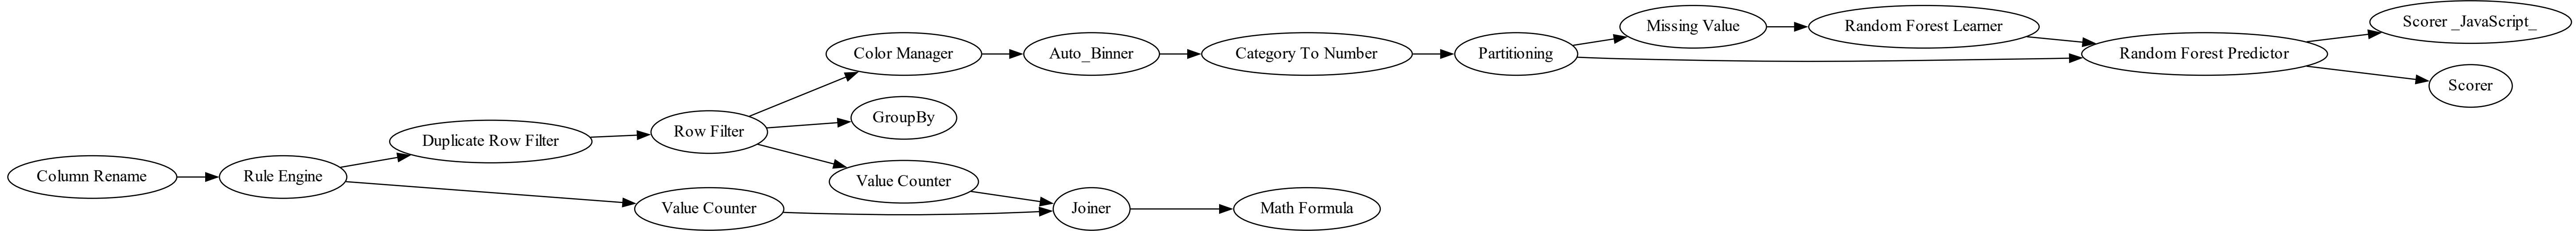 Column Rename
Rule Engine
Duplicate Row Filter
Value Counter
Row Filter
Color Manager
GroupBy
Value Counter
Auto_Binner
Joiner
Category To Number
Math Formula
Partitioning
Missing Value
Random Forest Learner
Random Forest Predictor
Scorer _JavaScript_
Scorer